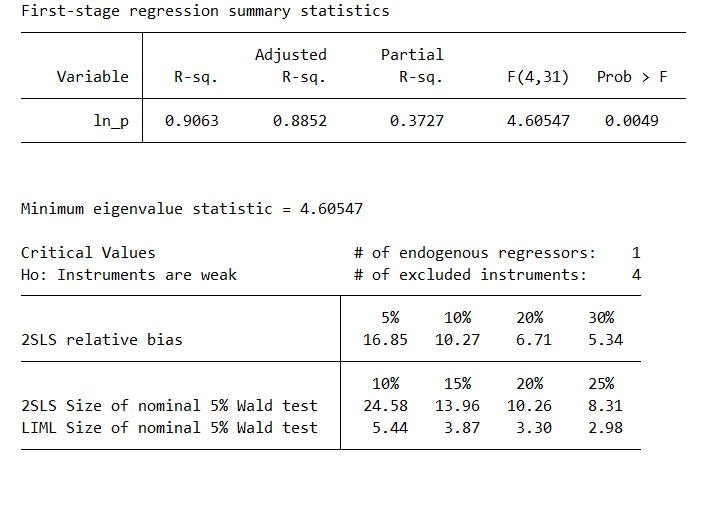 First-stage regression summary statistics
Adjusted Partial
Variable R-sq. R-sq. R-sq. F(4,31) Prob > F
ln_p 0.9063 0.8852 0.3727 4.60547 0.0049
Minimum eigenvalue statistic = 4.60547
Critical Values # of endogenous regressors: 1
Ho: Instruments are weak # of excluded instruments: 4
5% 10% 20% 30%
2SLS relative bias 16.85 10.27 6.71 5.34
10% 15% 20% 25%
2SLS Size of nominal 5% Wald test 24.58 13.96 10.26 8.31
LIML Size of nominal 5% Wald test 5.44 3.87 3.30 2.98